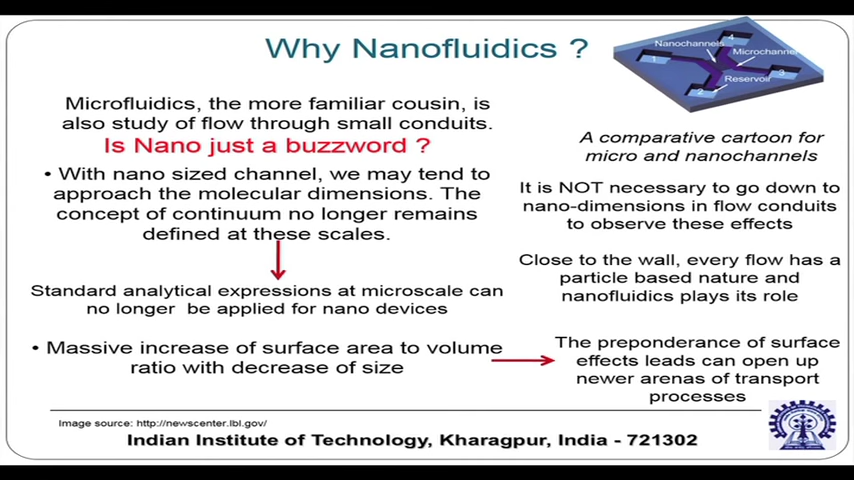 Why Nanofluidics ?
Microfluidics, the more familiar cousin, is
also study of flow through small conduits.
Is Nano just a buzzword ?
• With nano sized channel, we may tend to
approach the molecular dimensions. The
concept of continuum no longer remains
defined at these scales.
Standard analytical expressions at microscale can
no longer be applied for nano devices
• Massive increase of surface area to volume
ratio with decrease of size
Nanochannels
Microchannel
Reservoir
1
2
3
4
A comparative cartoon for
micro and nanochannels
It is NOT necessary to go down to
nano-dimensions in flow conduits
to observe these effects
Close to the wall, every flow has a
particle based nature and
nanofluidics plays its role
The preponderance of surface
effects leads can open up
newer arenas of transport
processes
Image source: http://newscenter.lbl.gov/
Indian Institute of Technology, Kharagpur, India - 721302